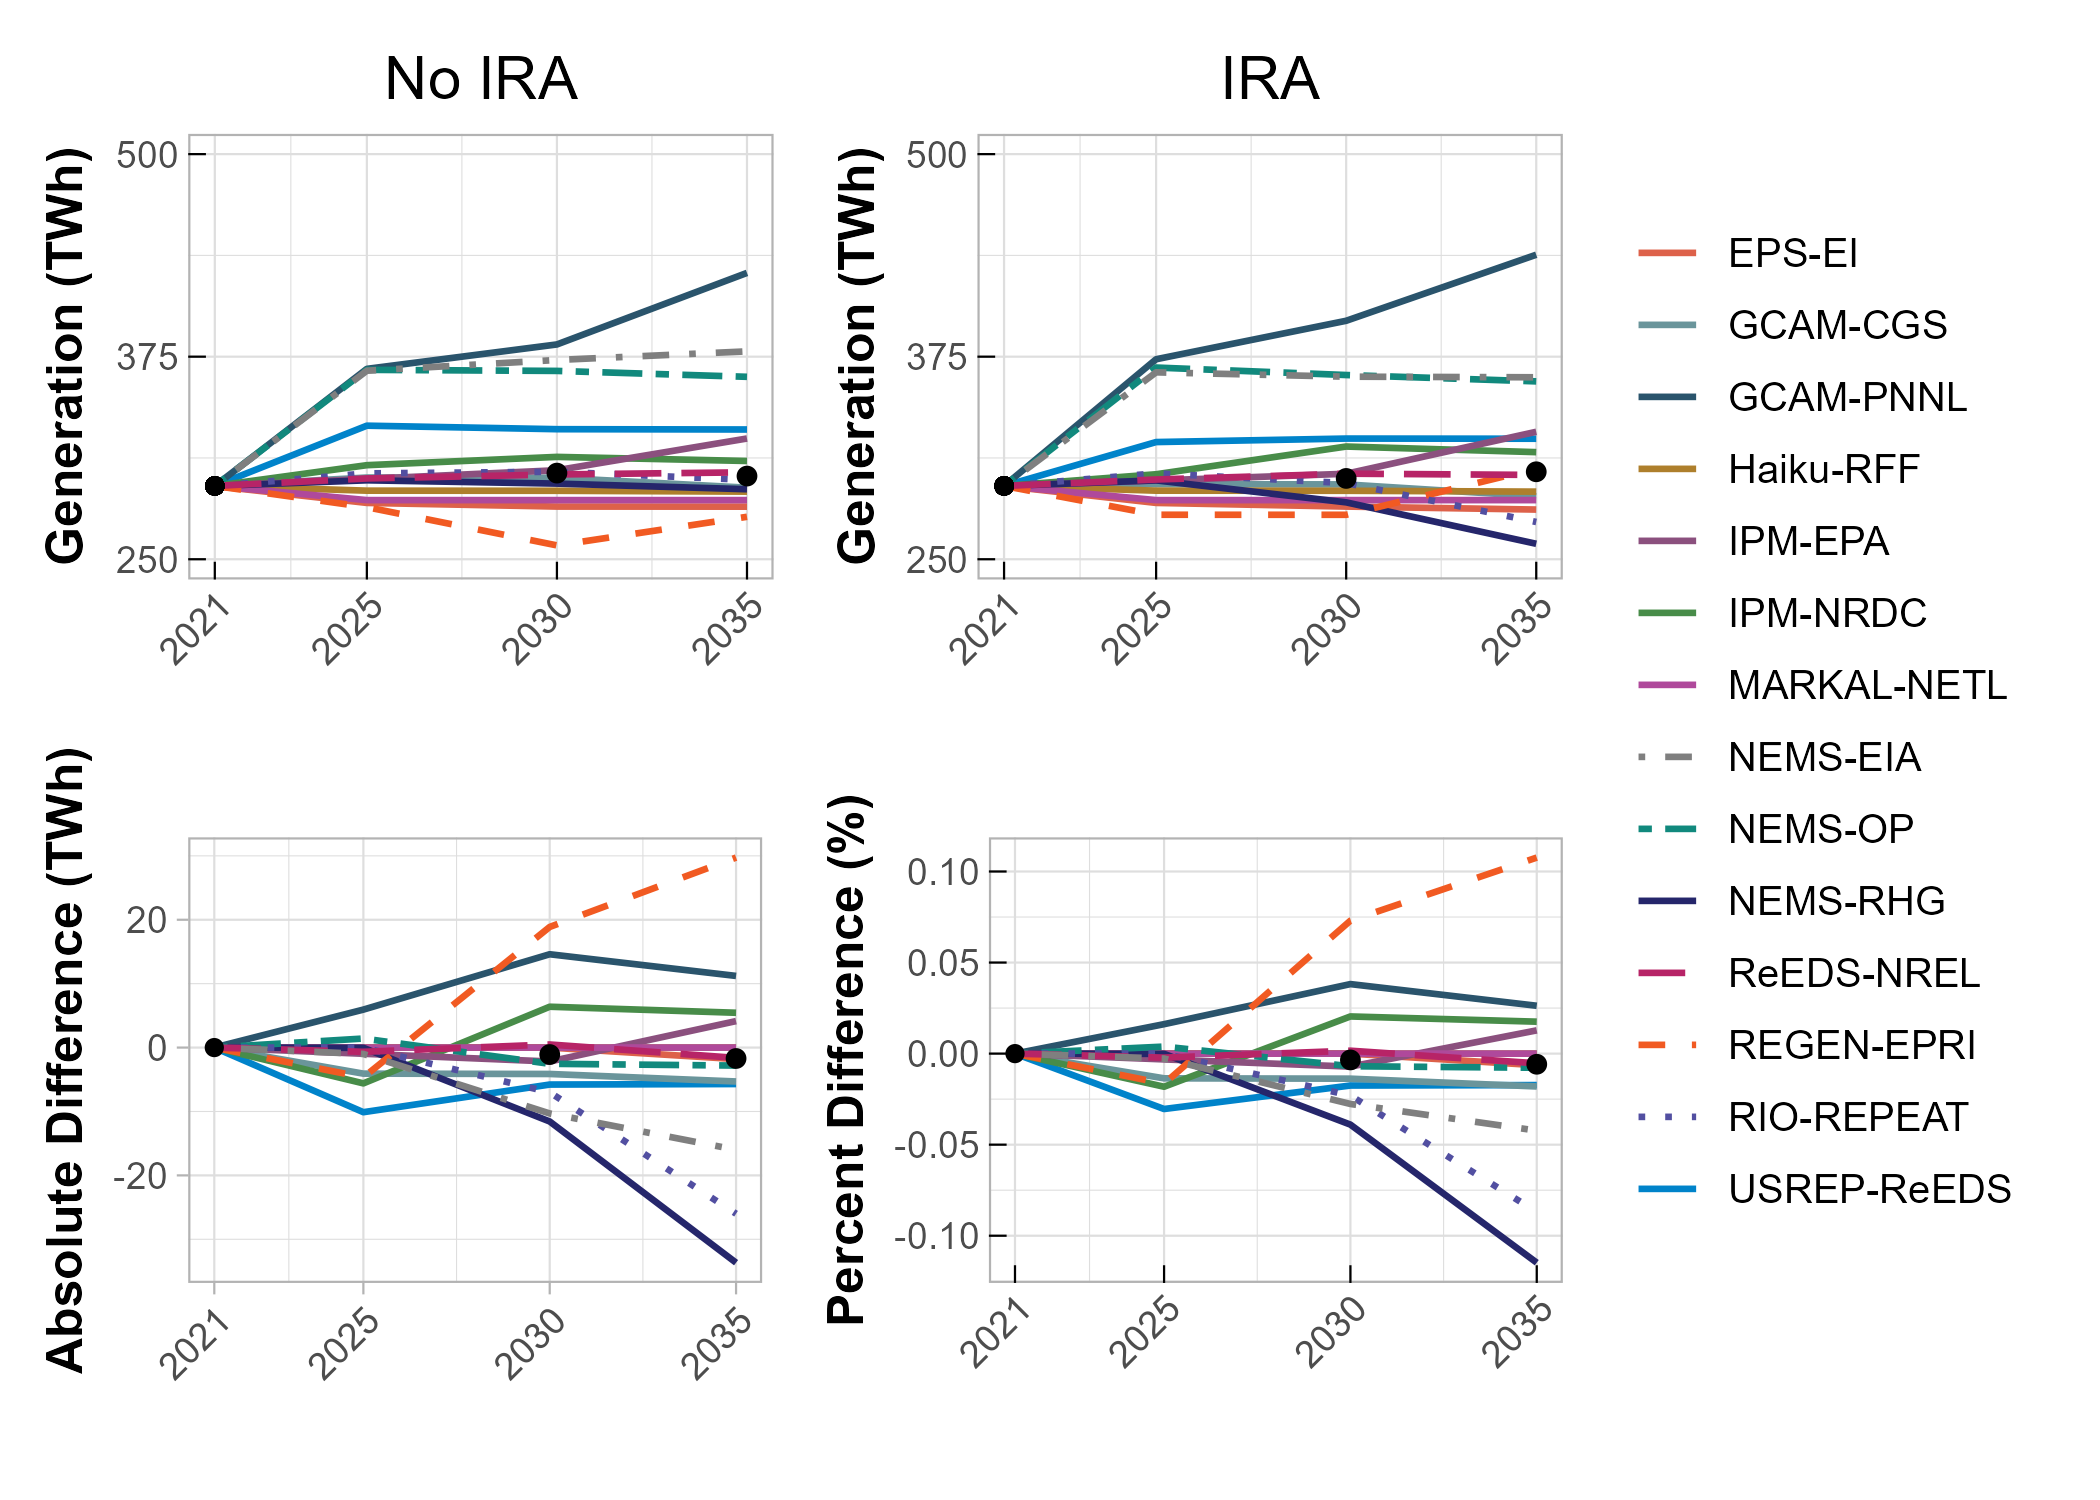 No IRA
IRA
Generation (TWh)
500
375
250
2021
2025
2030
2035
Generation (TWh)
500
375
250
2021
2025
2030
2035
Absolute Difference (TWh)
20
0
-20
2021
2025
2030
2035
Percent Difference (%)
0.10
0.05
0.00
-0.05
-0.10
2021
2025
2030
2035
EPS-EI
GCAM-CGS
GCAM-PNNL
Haiku-RFF
IPM-EPA
IPM-NRDC
MARKAL-NETL
NEMS-EIA
NEMS-OP
NEMS-RHG
ReEDS-NREL
REGEN-EPRI
RIO-REPEAT
USREP-ReEDS